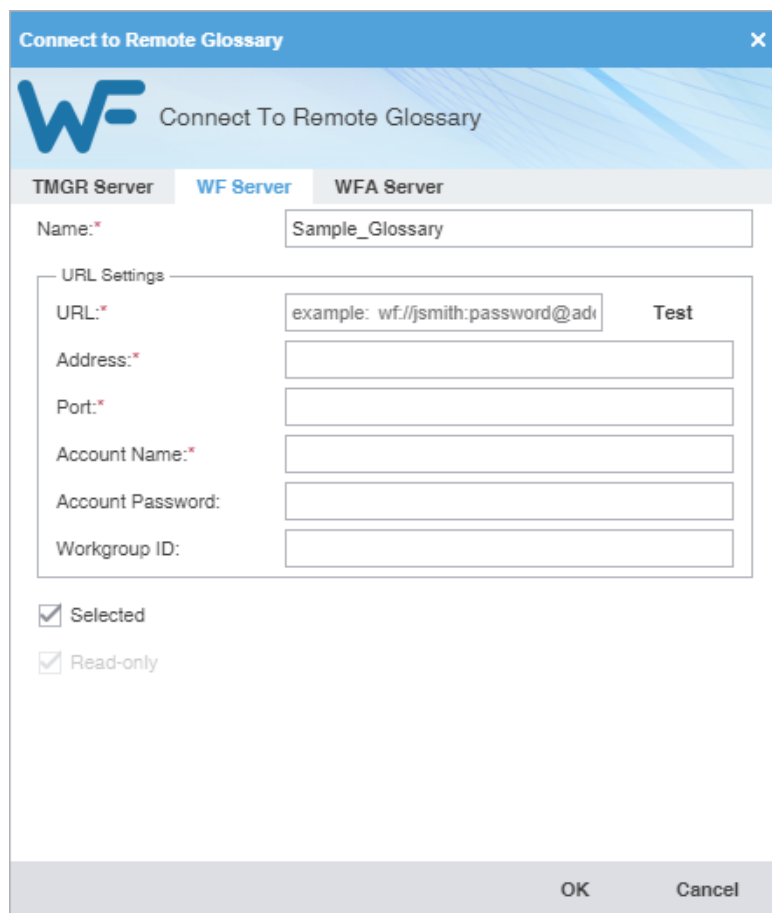 Connect to Remote Glossary ×
WF Connect To Remote Glossary
TMGR Server WF Server WFA Server
Name:* Sample_Glossary
URL Settings
URL:* example: wf://jsmith:password@ad Test
Address:*
Port:*
Account Name:*
Account Password:
Workgroup ID:
Selected
Read-only
OK Cancel